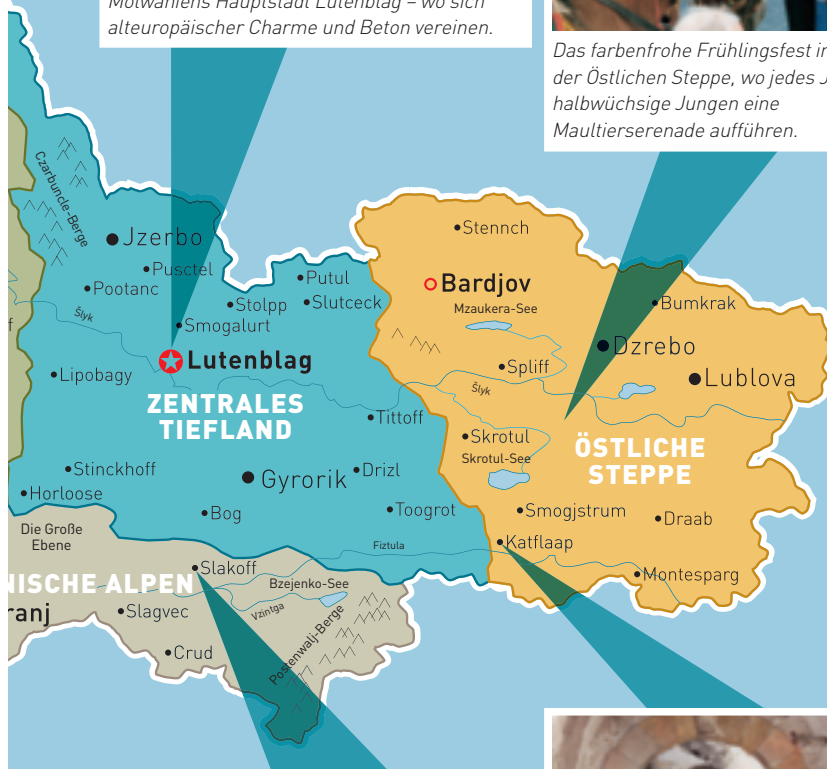 Molwaniens Hauptstadt Lutenblag – wo sich
alteuropäischer Charme und Beton vereinen.
Das farbenfrohe Frühlingsfest in
der Östlichen Steppe, wo jedes J
halbwüchsige Jungen eine
Maultierserenade aufführen.
Czarbuncle-Berge
Jzerbo
Pusctel
Pootanc
Putul
Stolpp
Slutceck
Šlyk
Smogalurt
f
Lutenblag
Lipobagy
ZENTRALES
TIEFLAND
Tittoff
Stinckhoff
Gyrorik
Drizl
Horloose
Bog
Toogrot
Stennch
Bardjov
Mzaukera-See
Bumkrak
Dzrebo
Spliff
Lublova
Šlyk
Skrotul
Skrotul-See
ÖSTLICHE
STEPPE
Smogjstrum
Draab
Katflaap
Montesparg
Die Große
Ebene
Fiztula
Slakoff
NISCHE ALPEN
Bzejenko-See
ranj
Slagvec
Vzintga
Crud
Postenwalj-Berge